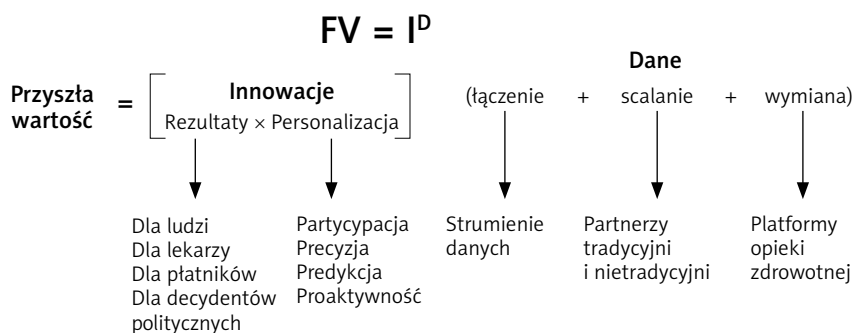 FV = I^D
Dane
Przyszła wartość = [Innowacje
Rezultaty × Personalizacja]
(łączenie + scalanie + wymiana)
Dla ludzi
Dla lekarzy
Dla płatników
Dla decydentów
politycznych
Partycypacja
Precyzja
Predykcja
Proaktywność
Strumienie
danych
Partnerzy
tradycyjni
i nietradycyjni
Platformy
opieki
zdrowotnej